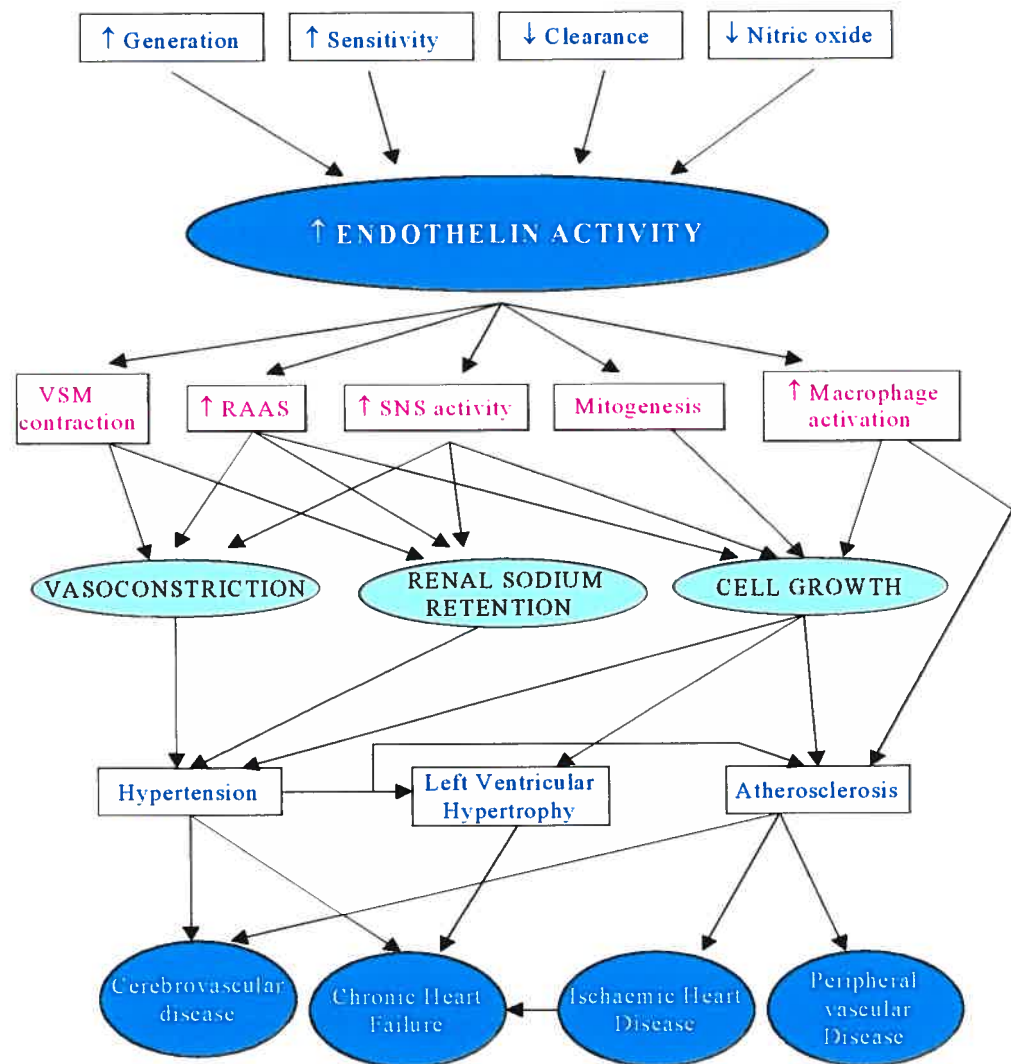 ↑ Generation
↑ Sensitivity
↓ Clearance
↓ Nitric oxide
↑ ENDOTHELIN ACTIVITY
VSM
contraction
↑ RAAS
↑ SNS activity
Mitogenesis
↑ Macrophage
activation
VASOCONSTRICTION
RENAL SODIUM
RETENTION
CELL GROWTH
Hypertension
Left Ventricular
Hypertrophy
Atherosclerosis
Cerebrovascular
disease
Chronic Heart
Failure
Ischaemic Heart
Disease
Peripheral
vascular
Disease